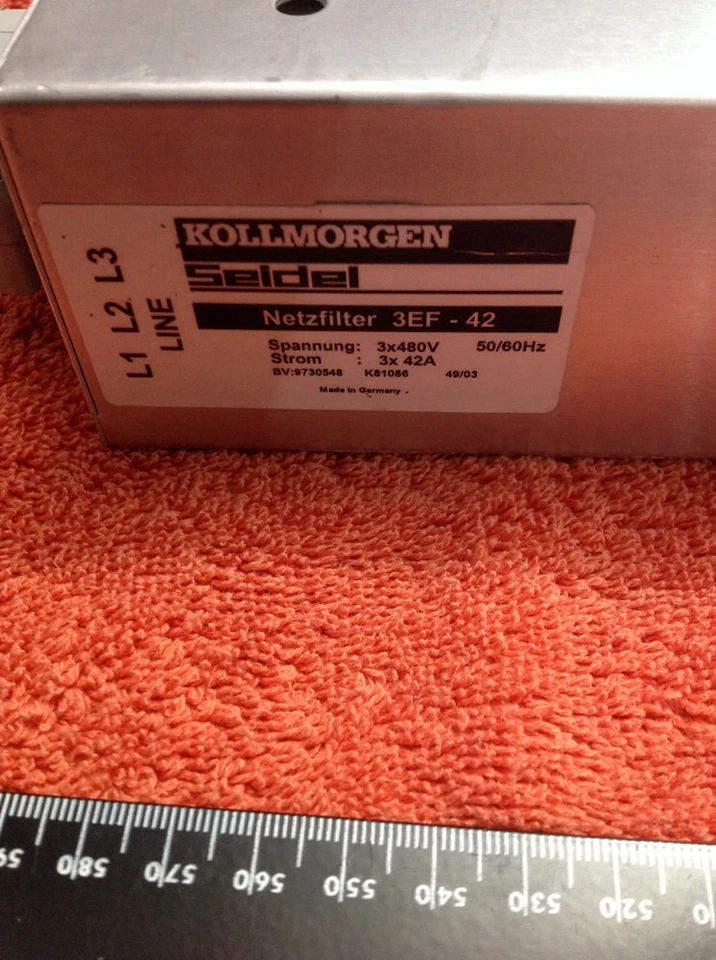 KOLLMORGEN
Seidel
Netzfilter 3EF - 42
Spannung: 3x480V 50/60Hz
Strom : 3x 42A
BV:9730548 K81086 49/03
Made in Germany
L1 L2 L3
LINE
580 570 560 550 540 530 520